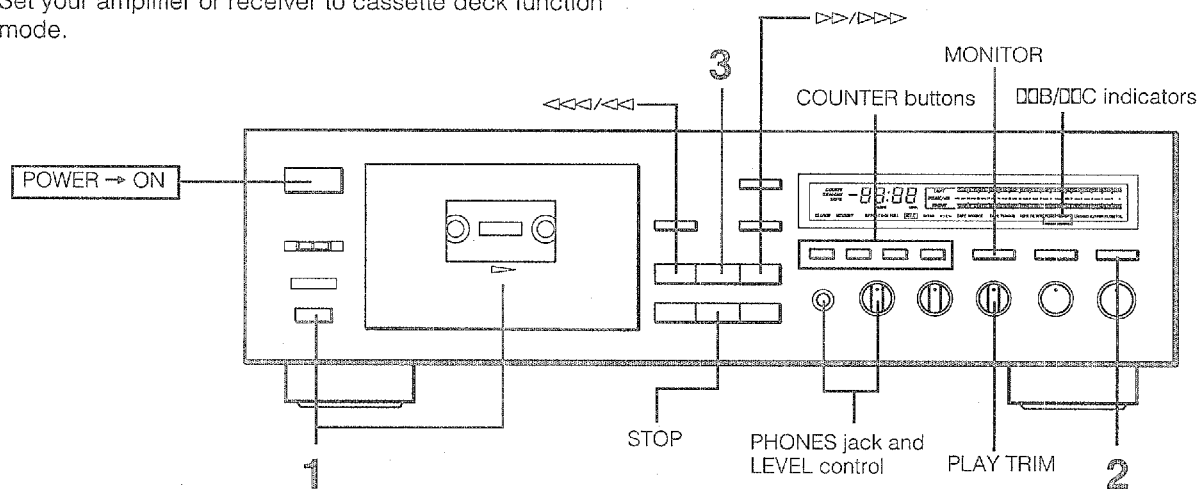 Set your amplifier or receiver to cassette deck function
mode.
▷▷/▷▷▷
3
MONITOR
◁◁◁/◁◁
COUNTER buttons
B/C indicators
POWER → ON
STOP
PHONES jack and
LEVEL control
PLAY TRIM
1
2